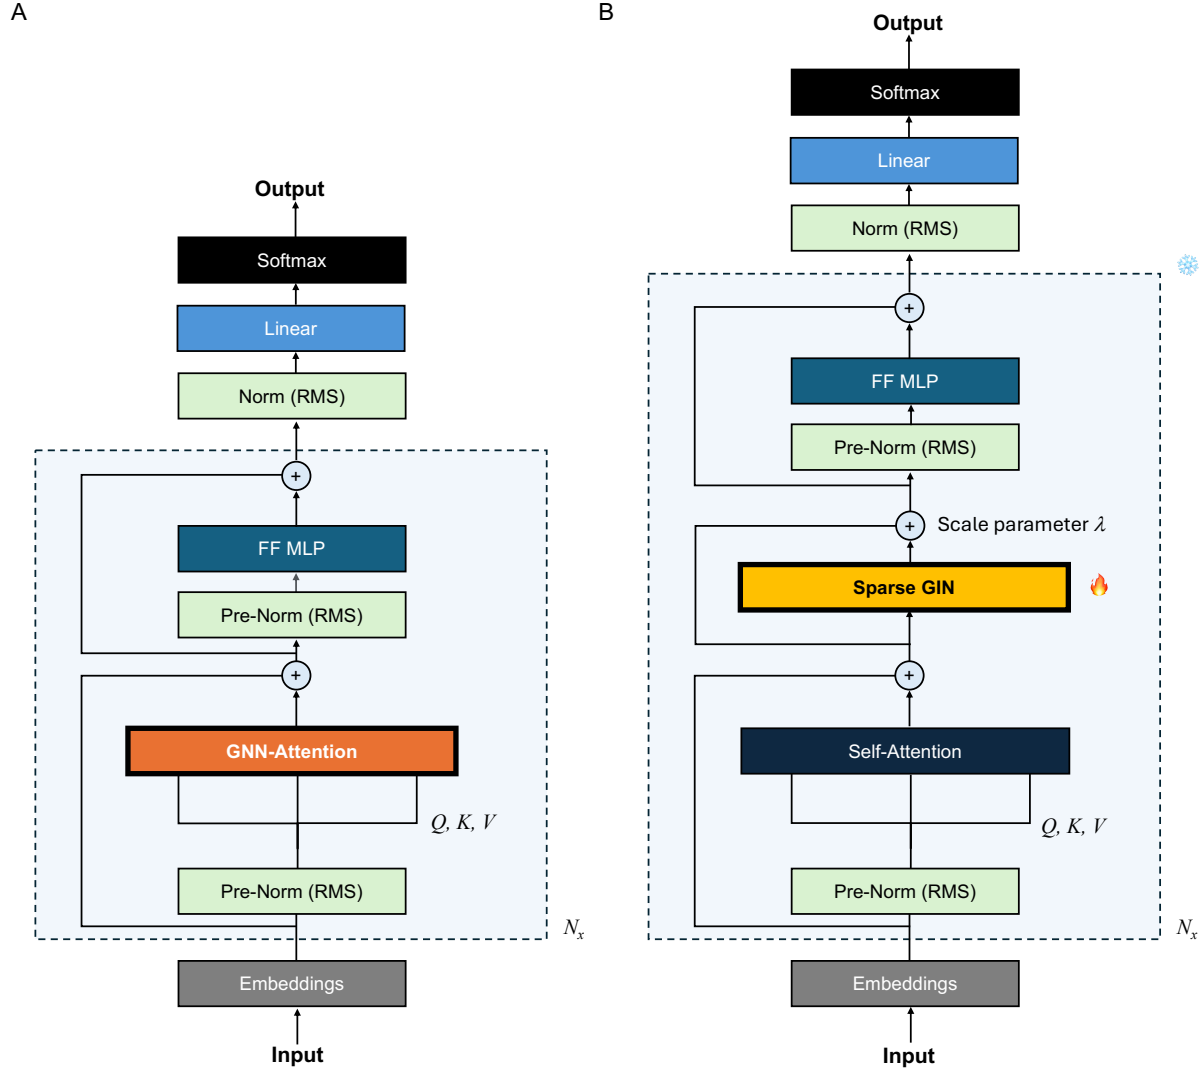 A
Output
Softmax
Linear
Norm (RMS)
FF MLP
Pre-Norm (RMS)
GNN-Attention
Q, K, V
Pre-Norm (RMS)
N_x
Embeddings
Input
B
Output
Softmax
Linear
Norm (RMS)
FF MLP
Pre-Norm (RMS)
Scale parameter λ
Sparse GIN
Self-Attention
Q, K, V
Pre-Norm (RMS)
N_x
Embeddings
Input